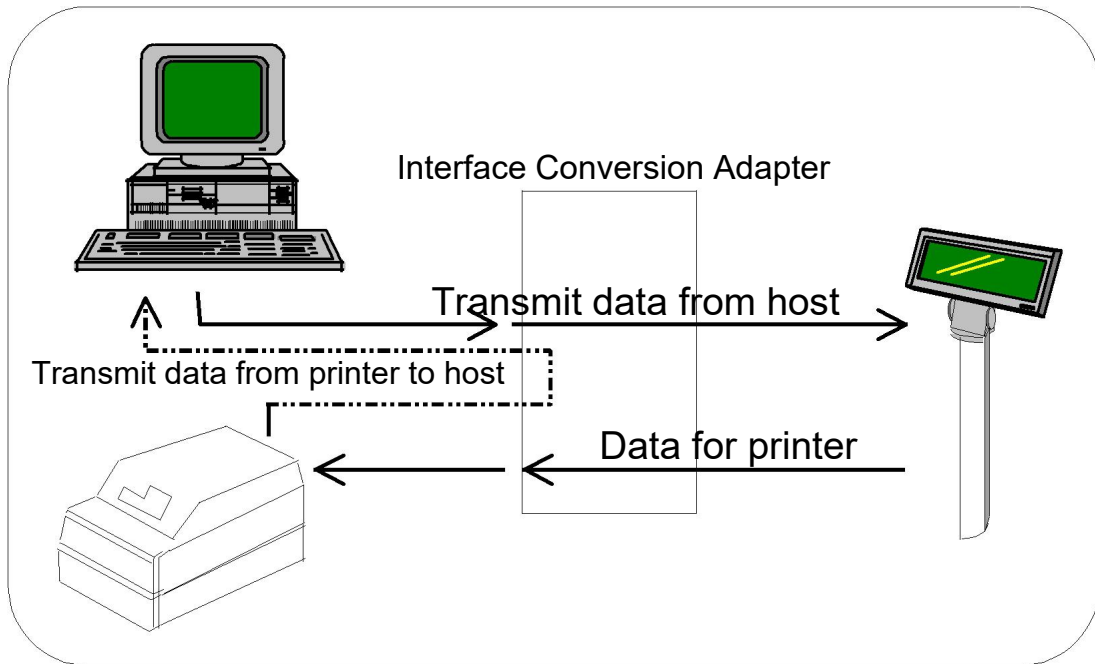 Interface Conversion Adapter
Transmit data from host
Transmit data from printer to host
Data for printer